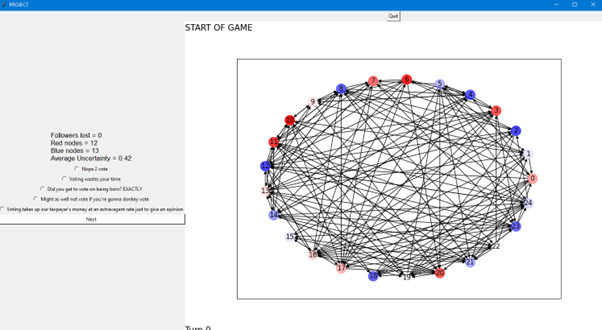 PROJECT
Quit
START OF GAME
Followers lost = 0
Red nodes = 12
Blue nodes = 13
Average Uncertainty = 0.42
Nope 2 vote
Voting wastes your time
Did you get to vote on being born? EXACTLY
Might as well not vote if you're gonna donkey vote
Voting takes up our taxpayer's money at an extravagent rate just to give an opinion.
Next
6
7
5
8
4
9
3
10
2
11
1
12
0
13
24
14
23
15
22
16
21
17
20
18
19
Turn 0